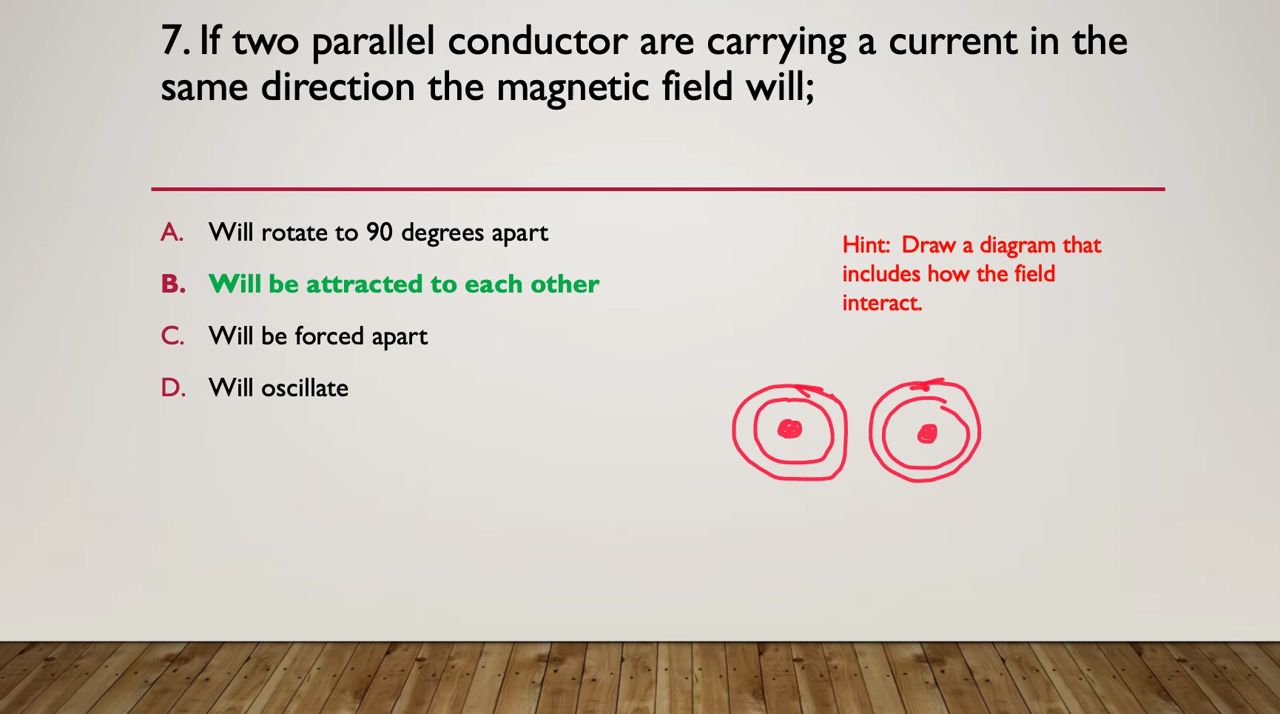 7. If two parallel conductor are carrying a current in the
same direction the magnetic field will;
A. Will rotate to 90 degrees apart
B. Will be attracted to each other
C. Will be forced apart
D. Will oscillate
Hint: Draw a diagram that
includes how the field
interact.